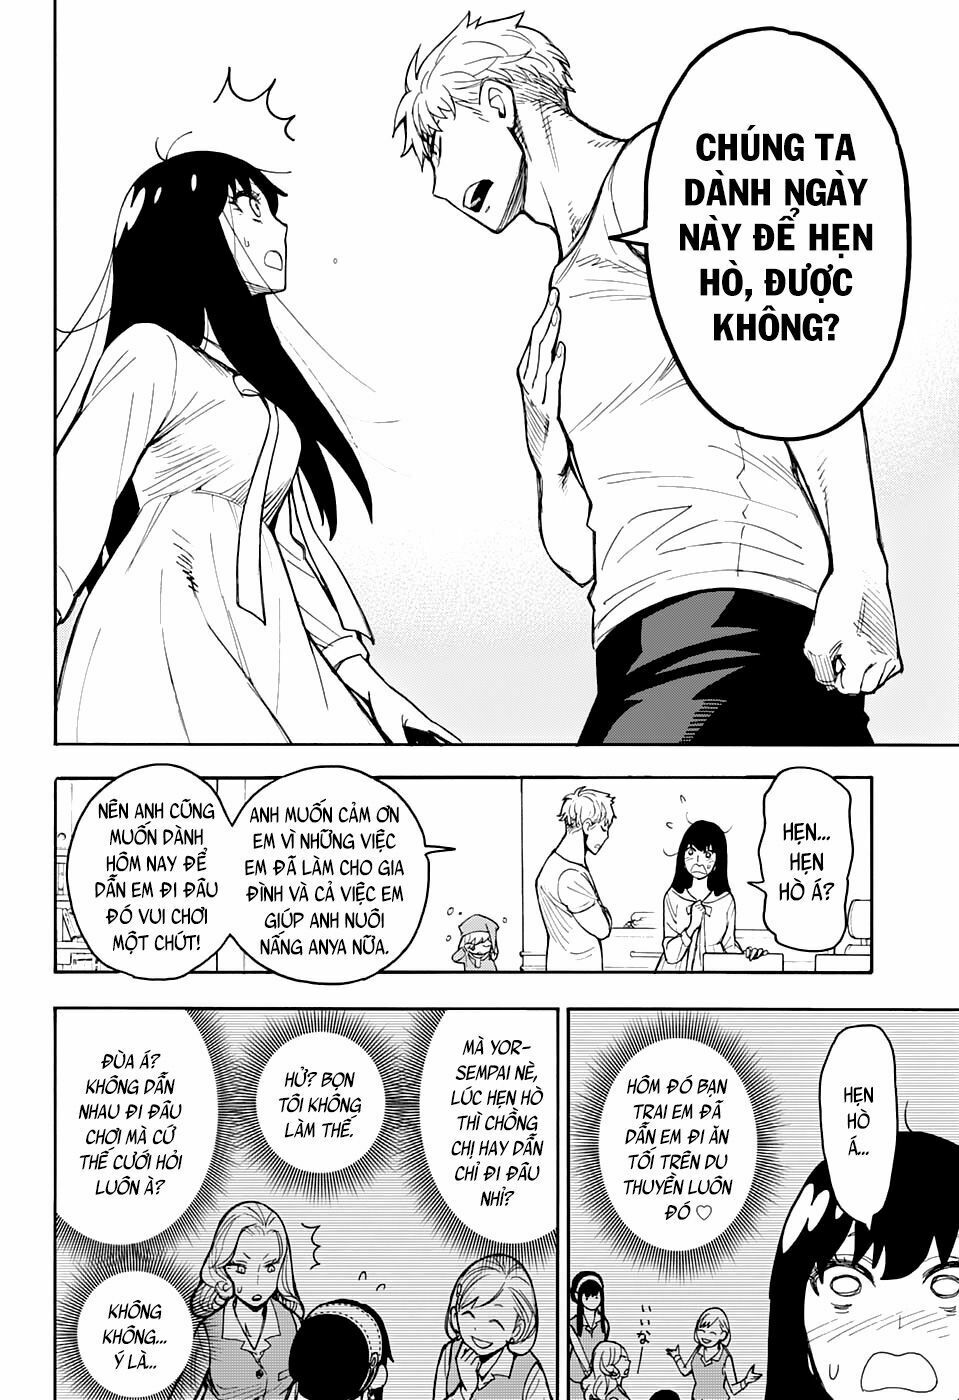 CHÚNG TA
DÀNH NGÀY
NÀY ĐỂ HẸN
HÒ, ĐƯỢC
KHÔNG?
HẸN...
HẸN
HÒ Á?
ANH MUỐN CẢM ƠN
EM VÌ NHỮNG VIỆC
EM ĐÃ LÀM CHO GIA
ĐÌNH VÀ CẢ VIỆC EM
GIÚP ANH NUÔI
NẤNG ANYA NỮA.
NÊN ANH CŨNG
MUỐN DÀNH
HÔM NAY ĐỂ
DẪN EM ĐI ĐÂU
ĐÓ VUI CHƠI
MỘT CHÚT!
HẸN
HÒ
Á...
HÔM ĐÓ BẠN
TRAI EM ĐÃ
DẪN EM ĐI ĂN
TỐI TRÊN DU
THUYỀN LUÔN
ĐÓ ♡
いいなー
MÀ YOR-
SEMPAI NÈ,
LÚC HẸN HÒ
THÌ CHỒNG
CHỊ HAY DẪN
CHỈ ĐI ĐÂU
NHỈ?
HỬ? BỌN
TÔI KHÔNG
LÀM THẾ.
ĐÙA Á?
KHÔNG DẪN
NHAU ĐI ĐÂU
CHƠI MÀ CỨ
THẾ CƯỚI HỎI
LUÔN À?
KHÔNG
KHÔNG...
Ý LÀ...